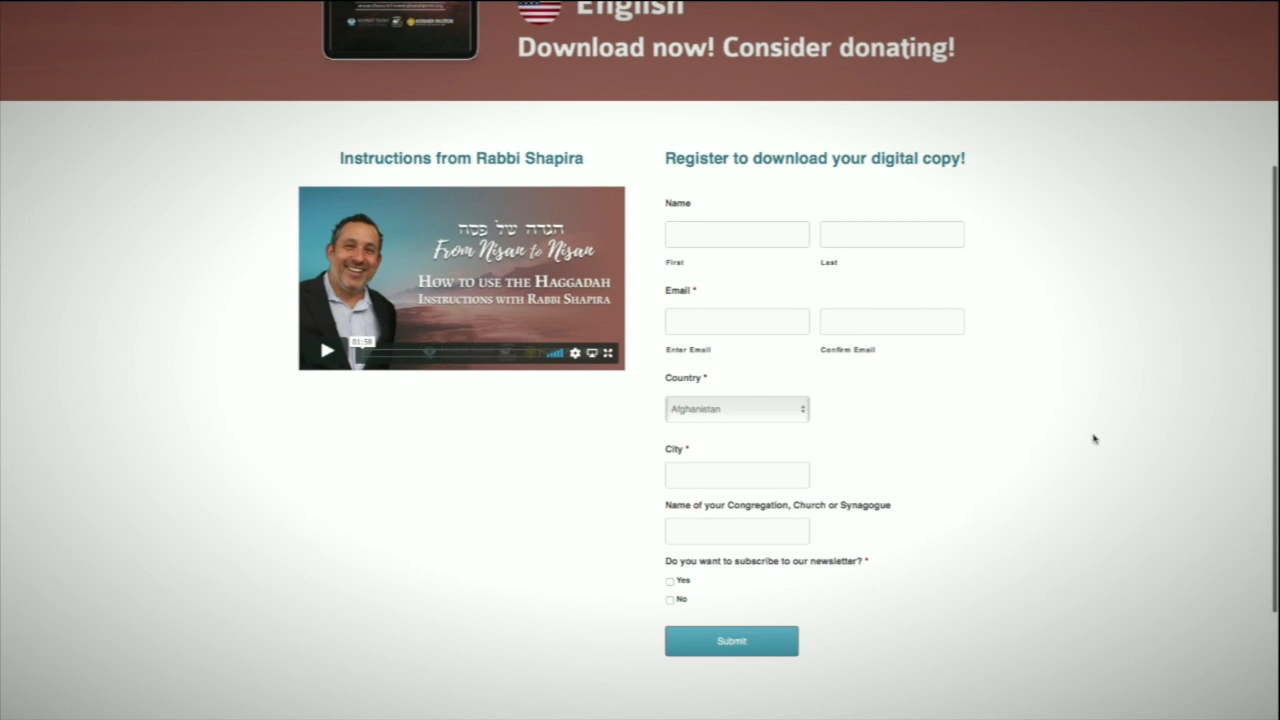 English
Download now! Consider donating!
Instructions from Rabbi Shapira
הגדה של פסח
From Nisan to Nisan
How to use the Haggadah
Instructions with Rabbi Shapira
01:58
Register to download your digital copy!
Name
First
Last
Email *
Enter Email
Confirm Email
Country *
Afghanistan
City *
Name of your Congregation, Church or Synagogue
Do you want to subscribe to our newsletter? *
Yes
No
Submit